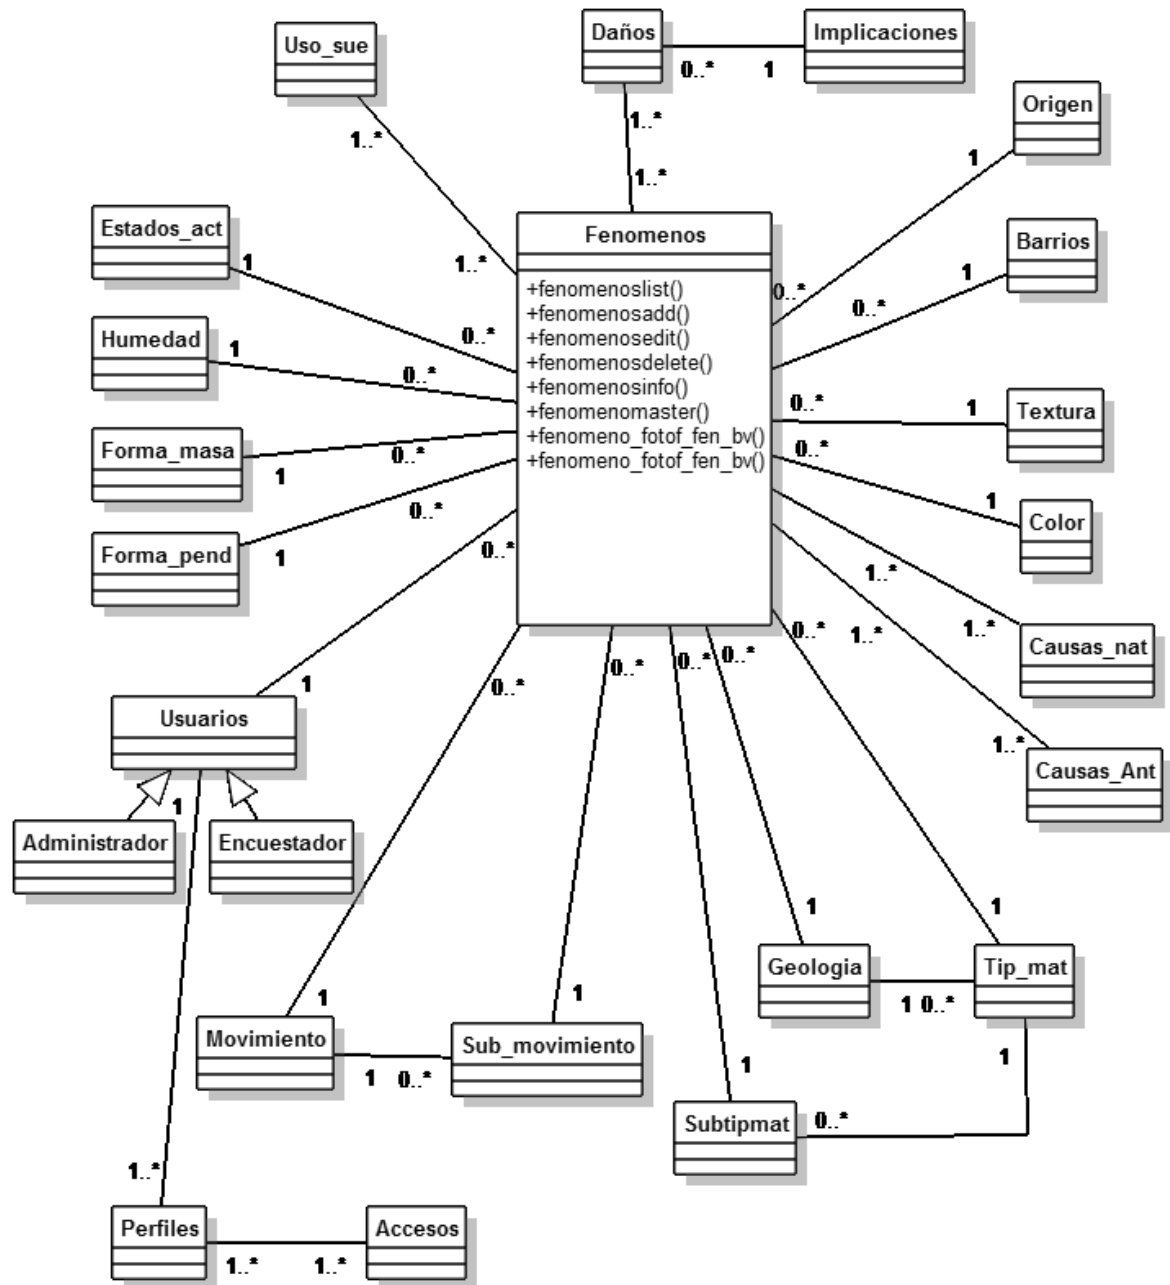 Uso_sue
Daños
Implicaciones
0..*
1
Origen
1..*
1..*
1
1..*
Estados_act
Fenomenos
Barrios
1
1..*
1
0..*
+fenomenoslist()
+fenomenosadd()
+fenomenosedit()
+fenomenosdelete()
+fenomenosinfo()
+fenomenomaster()
+fenomeno_fotof_fen_bv()
+fenomeno_fotof_fen_bv()
0..*
0..*
Humedad
1
0..*
Textura
0..*
1
Forma_masa
1
0..*
0..*
Color
1
Forma_pend
1
0..*
0..*
1..*
Causas_nat
1..*
0..*
1..*
0..*
0..*
0..*
0..*
1
Usuarios
1..*
Causas_Ant
1
Administrador
Encuestador
1
1
Geologia
Tip_mat
1
0..*
1
1
Movimiento
Sub_movimiento
1
0..*
1
1
Subtipmat
0..*
1..*
Perfiles
Accesos
1..*
1..*